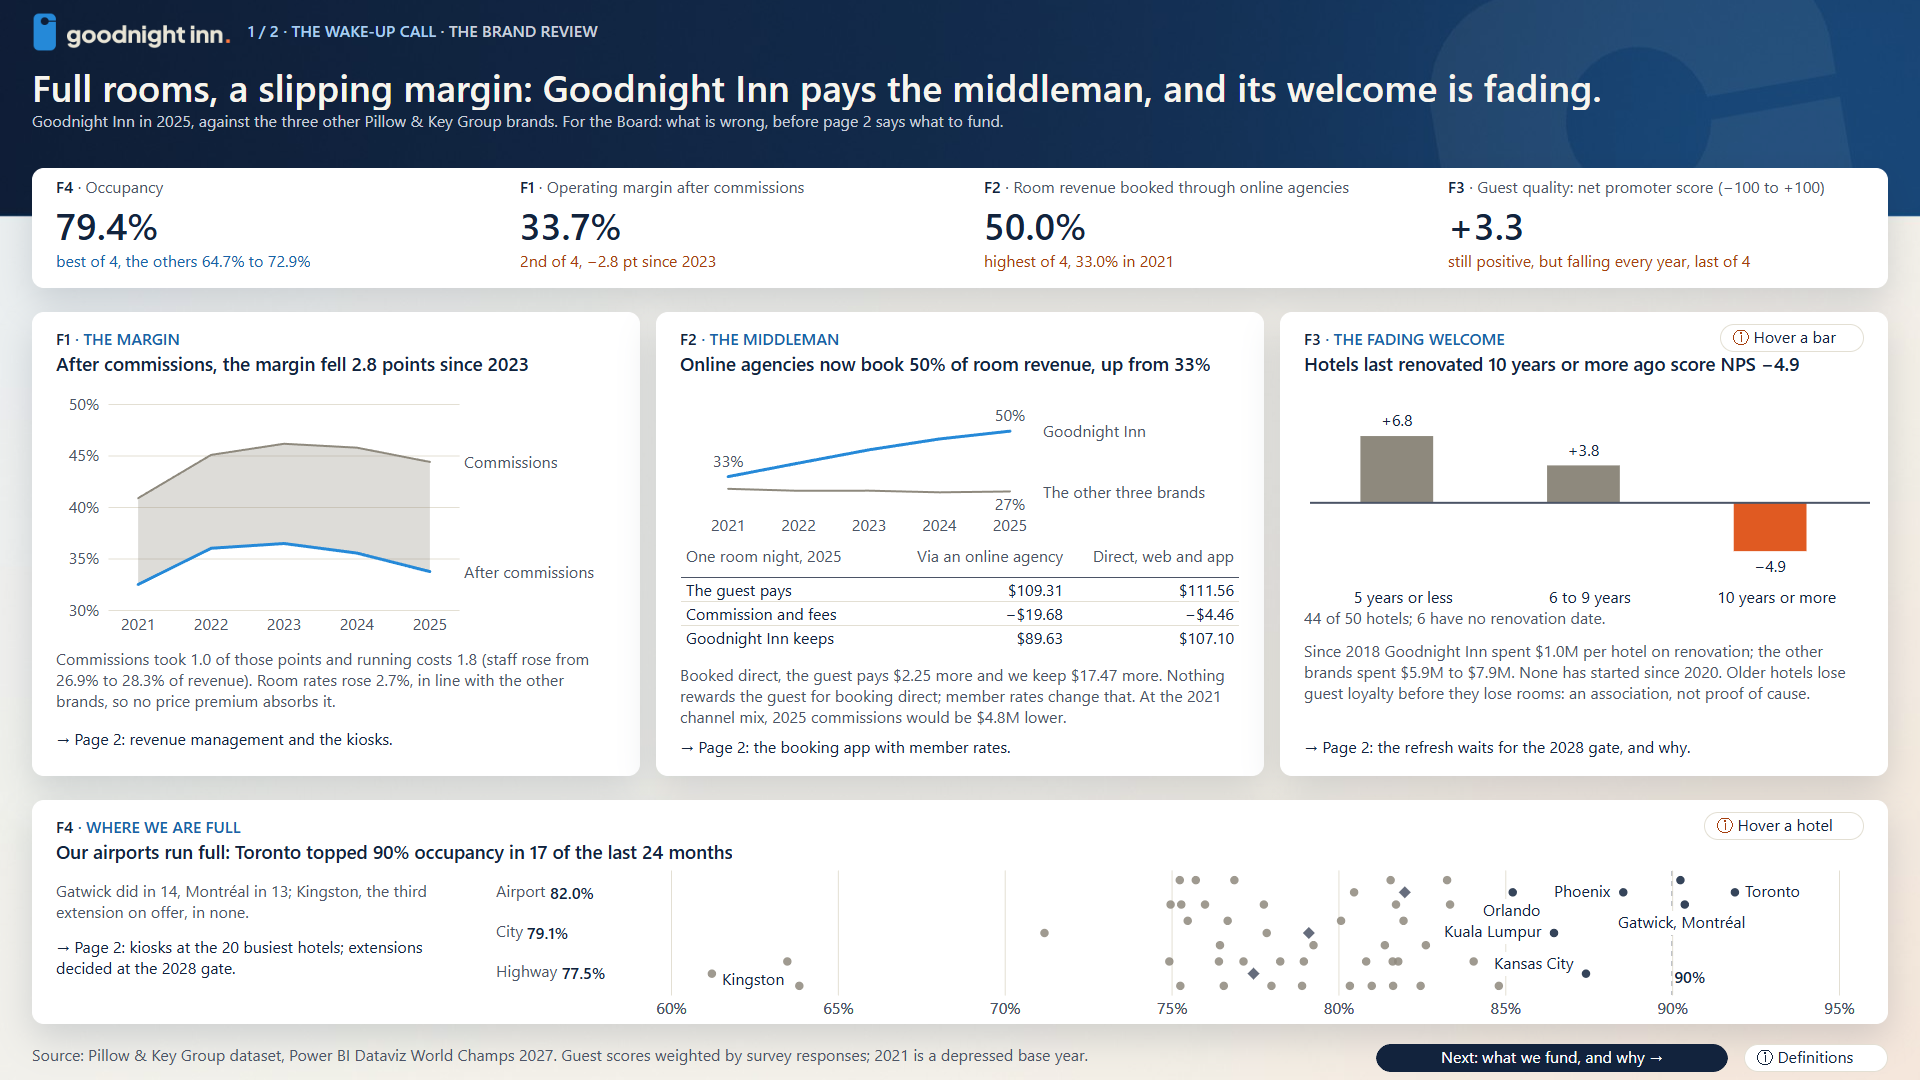 goodnight inn.
1 / 2 · THE WAKE-UP CALL · THE BRAND REVIEW
Full rooms, a slipping margin: Goodnight Inn pays the middleman, and its welcome is fading.
Goodnight Inn in 2025, against the three other Pillow & Key Group brands. For the Board: what is wrong, before page 2 says what to fund.
F4 · Occupancy
79.4%
best of 4, the others 64.7% to 72.9%
F1 · Operating margin after commissions
33.7%
2nd of 4, −2.8 pt since 2023
F2 · Room revenue booked through online agencies
50.0%
highest of 4, 33.0% in 2021
F3 · Guest quality: net promoter score (−100 to +100)
+3.3
still positive, but falling every year, last of 4
F1 · THE MARGIN
After commissions, the margin fell 2.8 points since 2023
50%
45%
40%
35%
30%
Commissions
After commissions
2021 2022 2023 2024 2025
Commissions took 1.0 of those points and running costs 1.8 (staff rose from
26.9% to 28.3% of revenue). Room rates rose 2.7%, in line with the other
brands, so no price premium absorbs it.
→ Page 2: revenue management and the kiosks.
F2 · THE MIDDLEMAN
Online agencies now book 50% of room revenue, up from 33%
50%
Goodnight Inn
33%
The other three brands
27%
2021 2022 2023 2024 2025
One room night, 2025 Via an online agency Direct, web and app
The guest pays $109.31 $111.56
Commission and fees −$19.68 −$4.46
Goodnight Inn keeps $89.63 $107.10
Booked direct, the guest pays $2.25 more and we keep $17.47 more. Nothing
rewards the guest for booking direct; member rates change that. At the 2021
channel mix, 2025 commissions would be $4.8M lower.
→ Page 2: the booking app with member rates.
F3 · THE FADING WELCOME
Hover a bar
Hotels last renovated 10 years or more ago score NPS −4.9
+6.8
+3.8
−4.9
5 years or less 6 to 9 years 10 years or more
44 of 50 hotels; 6 have no renovation date.
Since 2018 Goodnight Inn spent $1.0M per hotel on renovation; the other
brands spent $5.9M to $7.9M. None has started since 2020. Older hotels lose
guest loyalty before they lose rooms: an association, not proof of cause.
→ Page 2: the refresh waits for the 2028 gate, and why.
F4 · WHERE WE ARE FULL
Hover a hotel
Our airports run full: Toronto topped 90% occupancy in 17 of the last 24 months
Gatwick did in 14, Montréal in 13; Kingston, the third
extension on offer, in none.
→ Page 2: kiosks at the 20 busiest hotels; extensions
decided at the 2028 gate.
Airport 82.0%
City 79.1%
Highway 77.5%
Phoenix
Toronto
Orlando
Gatwick, Montréal
Kuala Lumpur
Kansas City
Kingston
90%
60% 65% 70% 75% 80% 85% 90% 95%
Source: Pillow & Key Group dataset, Power BI Dataviz World Champs 2027. Guest scores weighted by survey responses; 2021 is a depressed base year.
Next: what we fund, and why →
Definitions